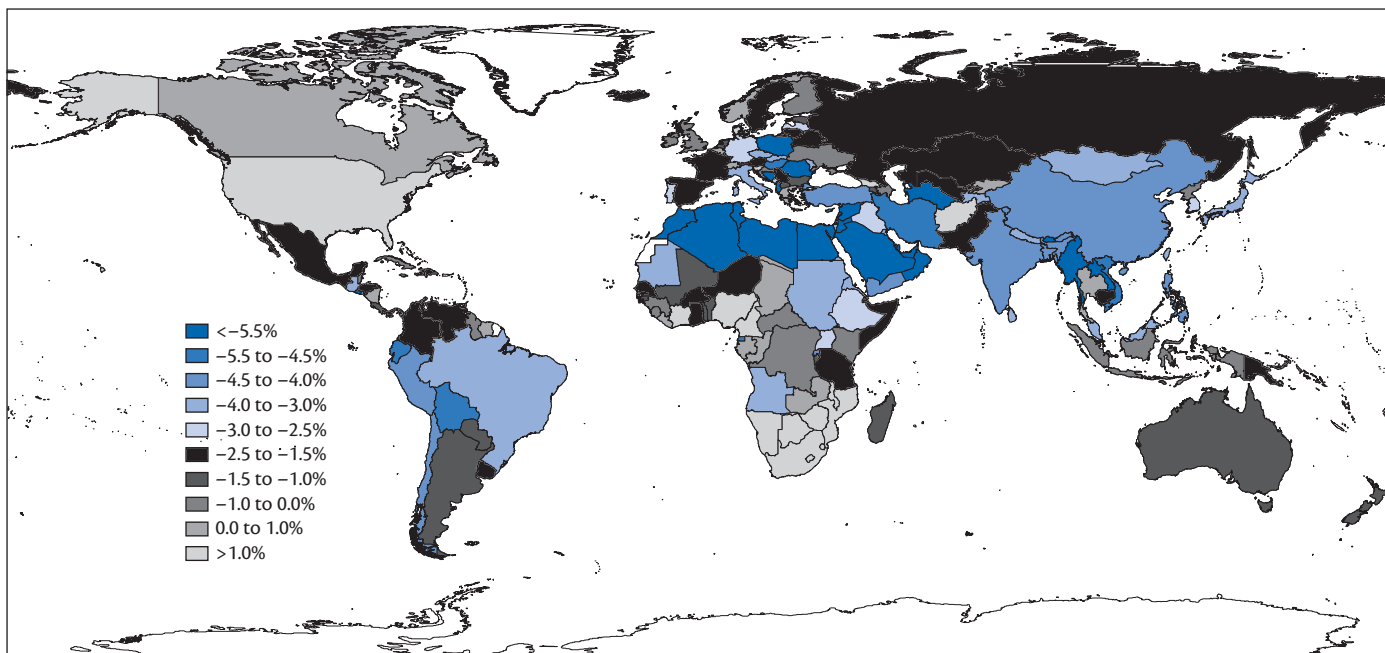 <–5.5%
–5.5 to –4.5%
–4.5 to –4.0%
–4.0 to –3.0%
–3.0 to –2.5%
–2.5 to –1.5%
–1.5 to –1.0%
–1.0 to 0.0%
0.0 to 1.0%
>1.0%